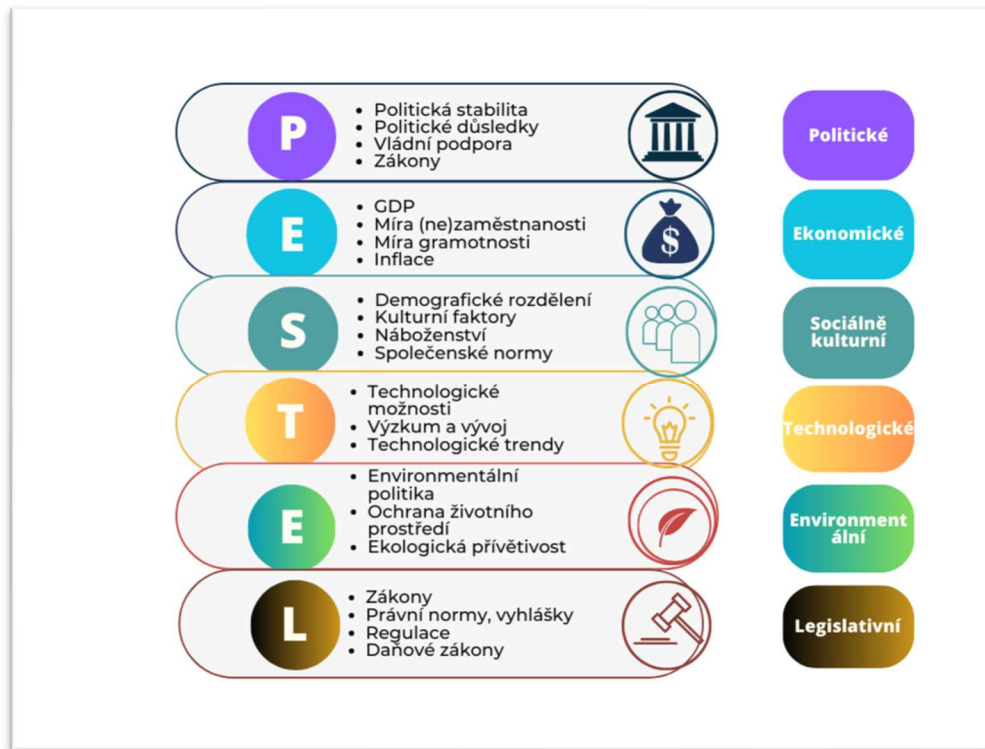 P
• Politická stabilita
• Politické důsledky
• Vládní podpora
• Zákony
Politické
E
• GDP
• Míra (ne)zaměstnanosti
• Míra gramotnosti
• Inflace
$
Ekonomické
S
• Demografické rozdělení
• Kulturní faktory
• Náboženství
• Společenské normy
Sociálně
kulturní
T
• Technologické
možnosti
• Výzkum a vývoj
• Technologické trendy
Technologické
E
• Environmentální
politika
• Ochrana životního
prostředí
• Ekologická přívětivost
Environment
ální
L
• Zákony
• Právní normy, vyhlášky
• Regulace
• Daňové zákony
Legislativní